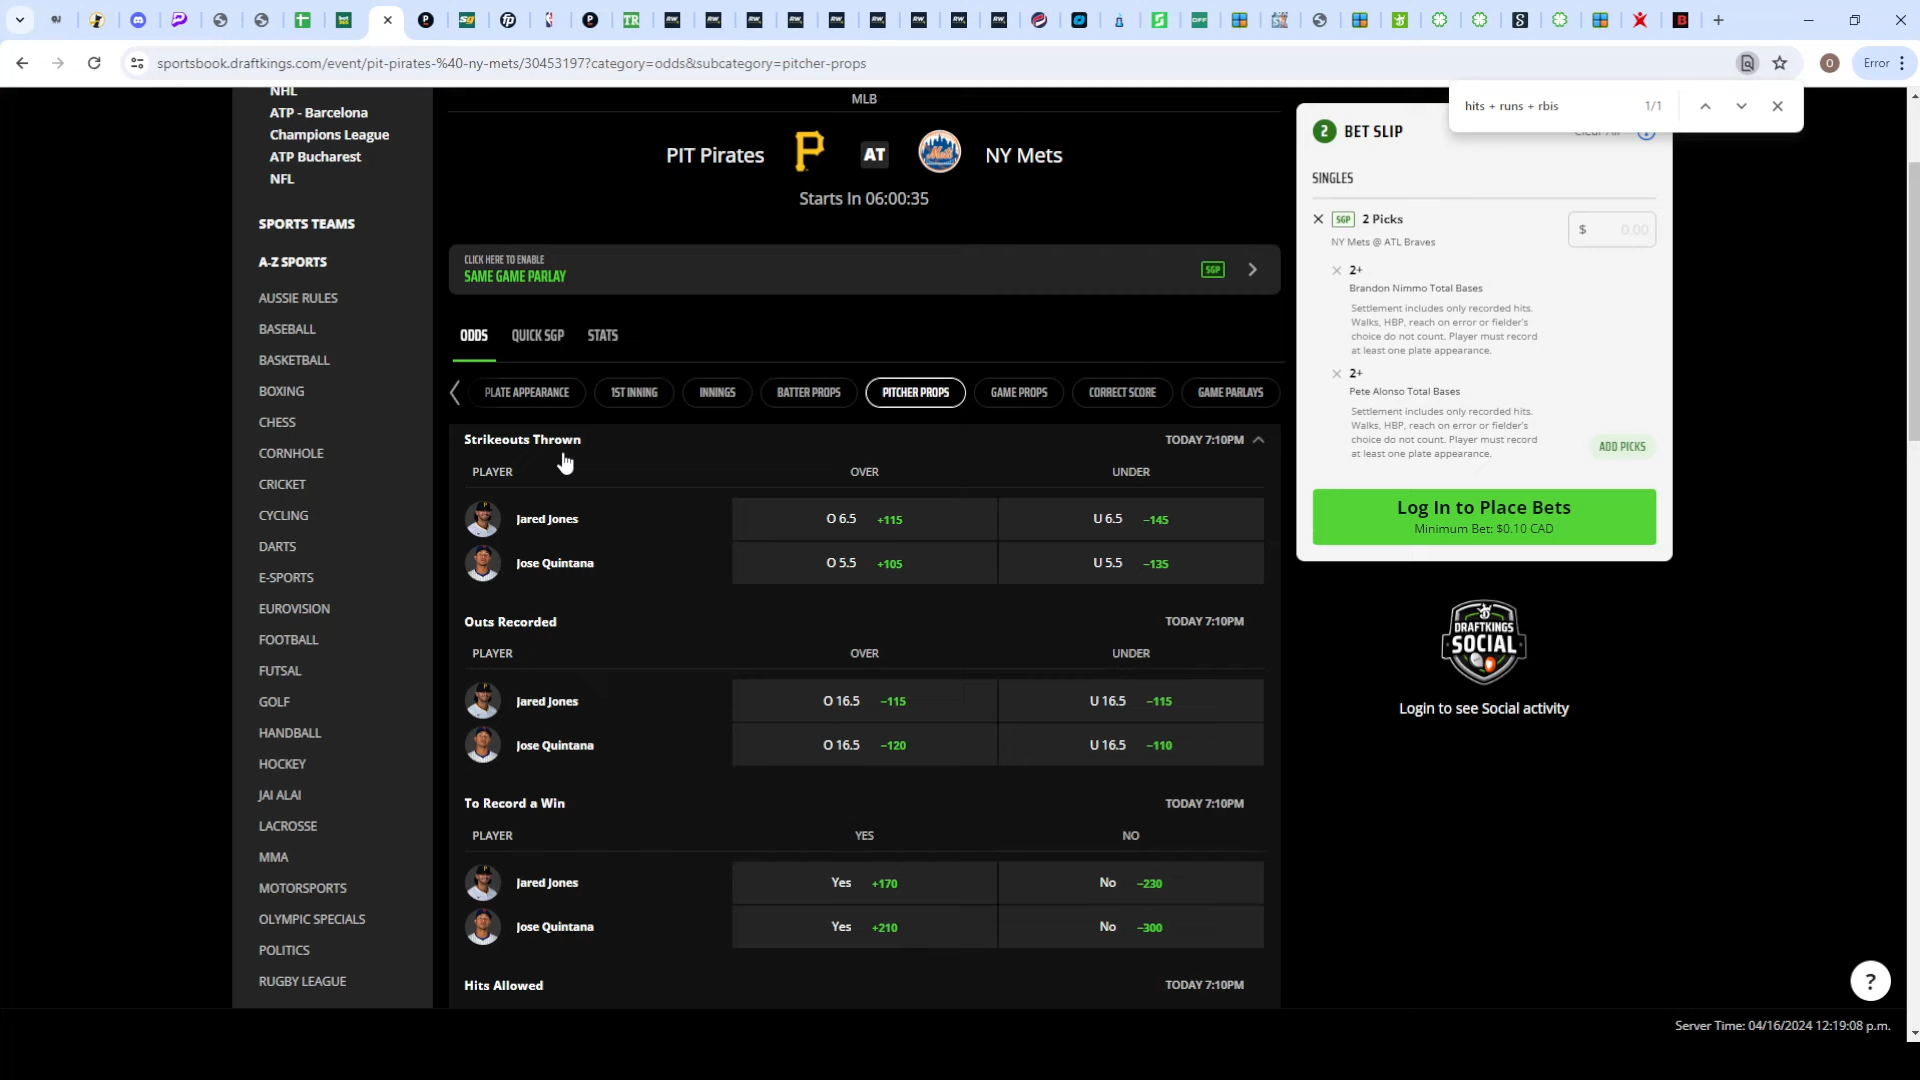 sportsbook.draftkings.com/event/pit-pirates-%40-ny-mets/30453197?category=odds&subcategory=pitcher-props
Error
hits + runs + rbis 1/1
NHL
ATP - Barcelona
Champions League
ATP Bucharest
NFL
SPORTS TEAMS
A-Z SPORTS
AUSSIE RULES
BASEBALL
BASKETBALL
BOXING
CHESS
CORNHOLE
CRICKET
CYCLING
DARTS
E-SPORTS
EUROVISION
FOOTBALL
FUTSAL
GOLF
HANDBALL
HOCKEY
JAI ALAI
LACROSSE
MMA
MOTORSPORTS
OLYMPIC SPECIALS
POLITICS
RUGBY LEAGUE
MLB
PIT Pirates AT NY Mets
Starts In 06:00:35
CLICK HERE TO ENABLE
SAME GAME PARLAY SGP
ODDS QUICK SGP STATS
PLATE APPEARANCE 1ST INNING INNINGS BATTER PROPS PITCHER PROPS GAME PROPS CORRECT SCORE GAME PARLAYS
Strikeouts Thrown TODAY 7:10PM
PLAYER OVER UNDER
Jared Jones O 6.5 +115 U 6.5 −145
Jose Quintana O 5.5 +105 U 5.5 −135
Outs Recorded TODAY 7:10PM
PLAYER OVER UNDER
Jared Jones O 16.5 −115 U 16.5 −115
Jose Quintana O 16.5 −120 U 16.5 −110
To Record a Win TODAY 7:10PM
PLAYER YES NO
Jared Jones Yes +170 No −230
Jose Quintana Yes +210 No −300
Hits Allowed TODAY 7:10PM
2 BET SLIP Clear All
SINGLES
SGP 2 Picks $ 0.00
NY Mets @ ATL Braves
2+
Brandon Nimmo Total Bases
Settlement includes only recorded hits.
Walks, HBP, reach on error or fielder's
choice do not count. Player must record
at least one plate appearance.
2+
Pete Alonso Total Bases
Settlement includes only recorded hits.
Walks, HBP, reach on error or fielder's
choice do not count. Player must record
at least one plate appearance.
ADD PICKS
Log In to Place Bets
Minimum Bet: $0.10 CAD
DRAFTKINGS
SOCIAL
Login to see Social activity
?
Server Time: 04/16/2024 12:19:08 p.m.